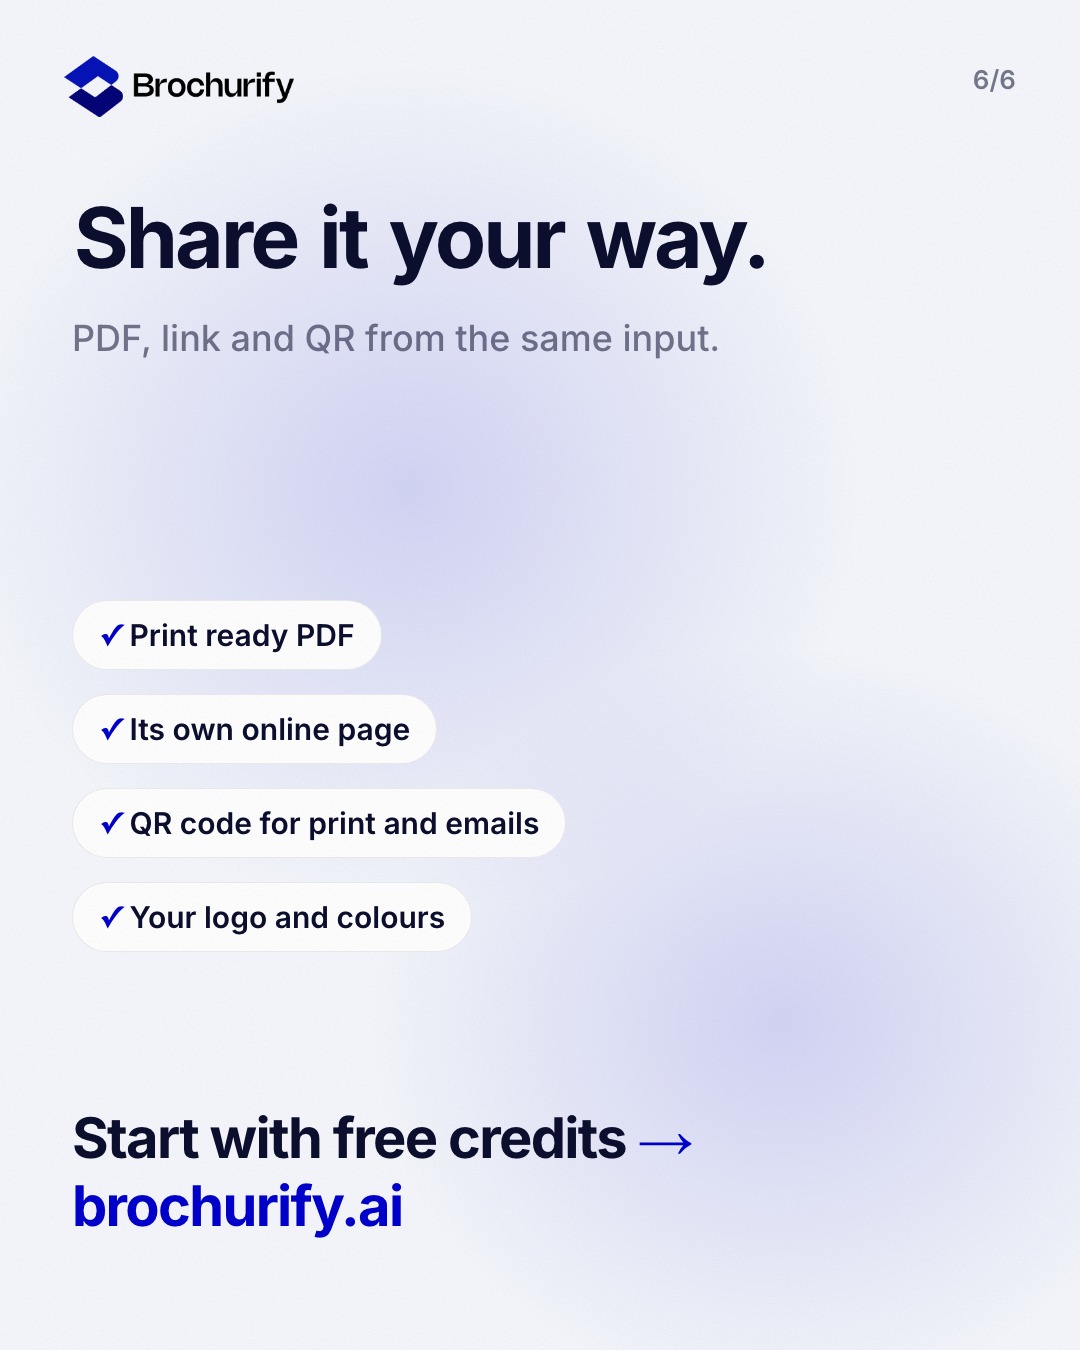 Brochurify
6/6
Share it your way.
PDF, link and QR from the same input.
✓ Print ready PDF
✓ Its own online page
✓ QR code for print and emails
✓ Your logo and colours
Start with free credits →
brochurify.ai